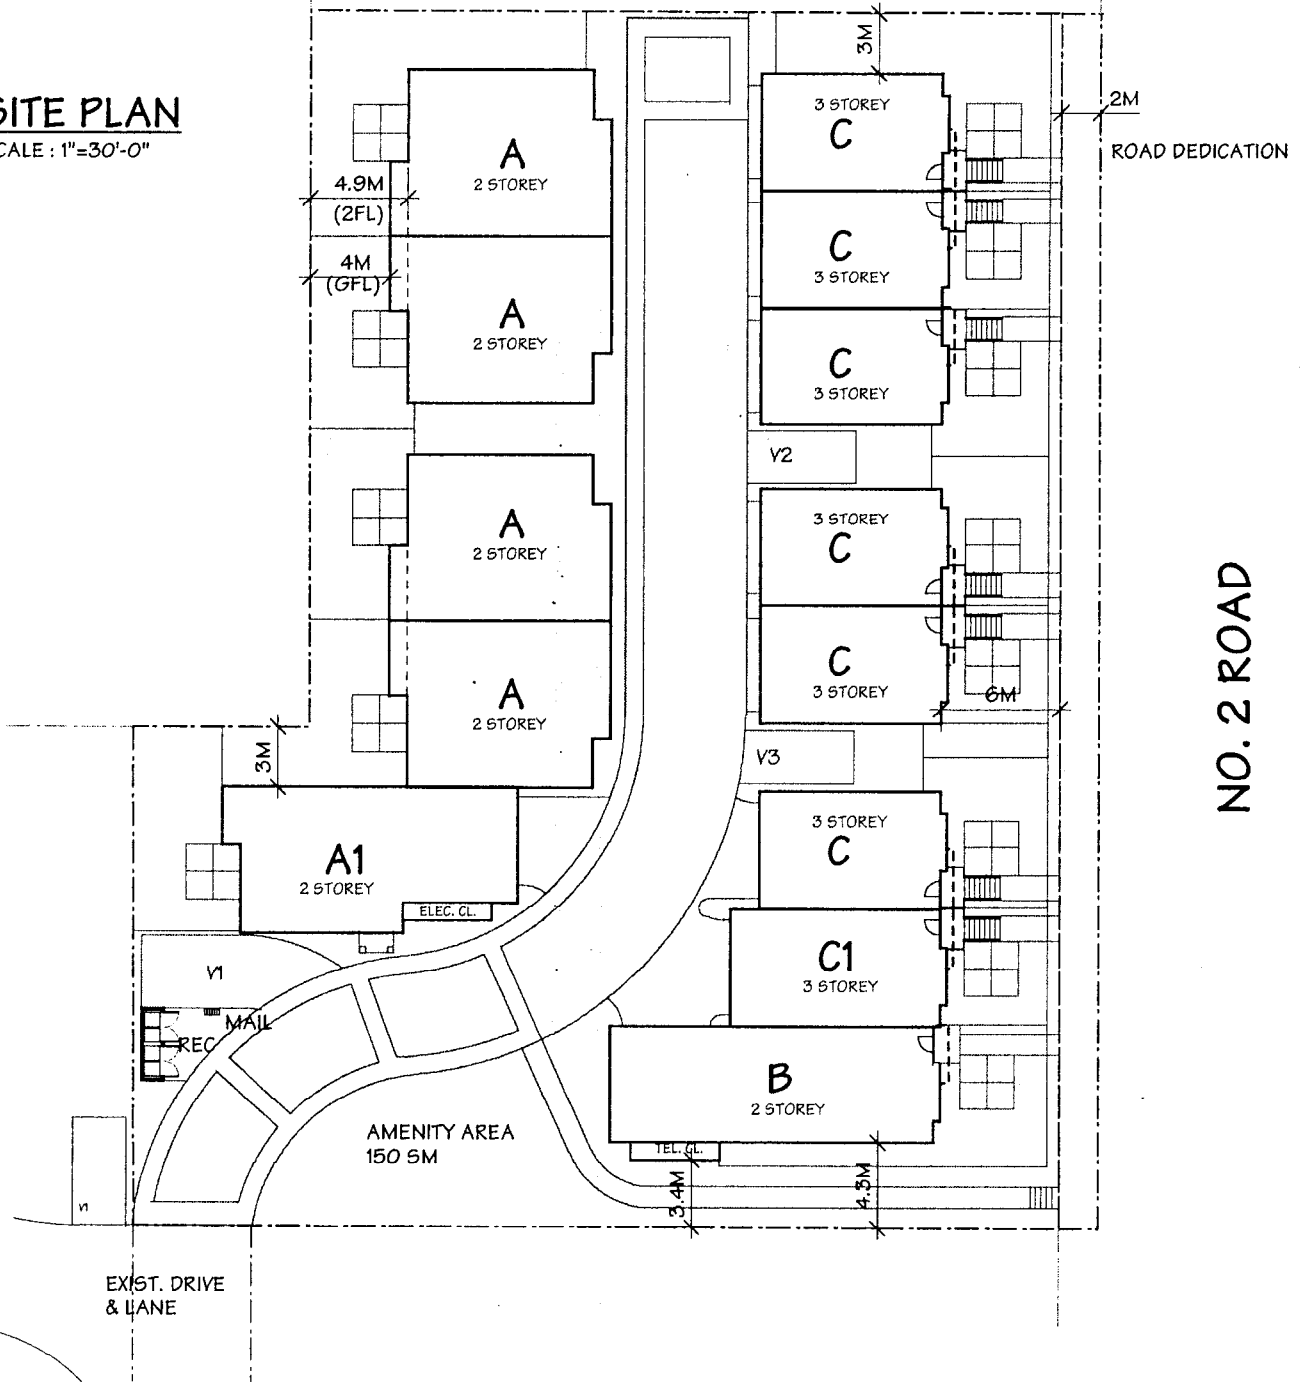 SITE PLAN
SCALE : 1"=30'-0"
3M
2M
ROAD DEDICATION
3 STOREY
C
A
2 STOREY
4.9M
(2FL)
C
3 STOREY
4M
(GFL)
A
2 STOREY
C
3 STOREY
V2
A
2 STOREY
3 STOREY
C
C
3 STOREY
A
2 STOREY
6M
NO. 2 ROAD
3M
V3
A1
2 STOREY
ELEC. CL.
3 STOREY
C
V1
MAIL
REC
C1
3 STOREY
B
2 STOREY
AMENITY AREA
150 SM
TEL. CL.
3.4M
4.3M
EXIST. DRIVE
& LANE